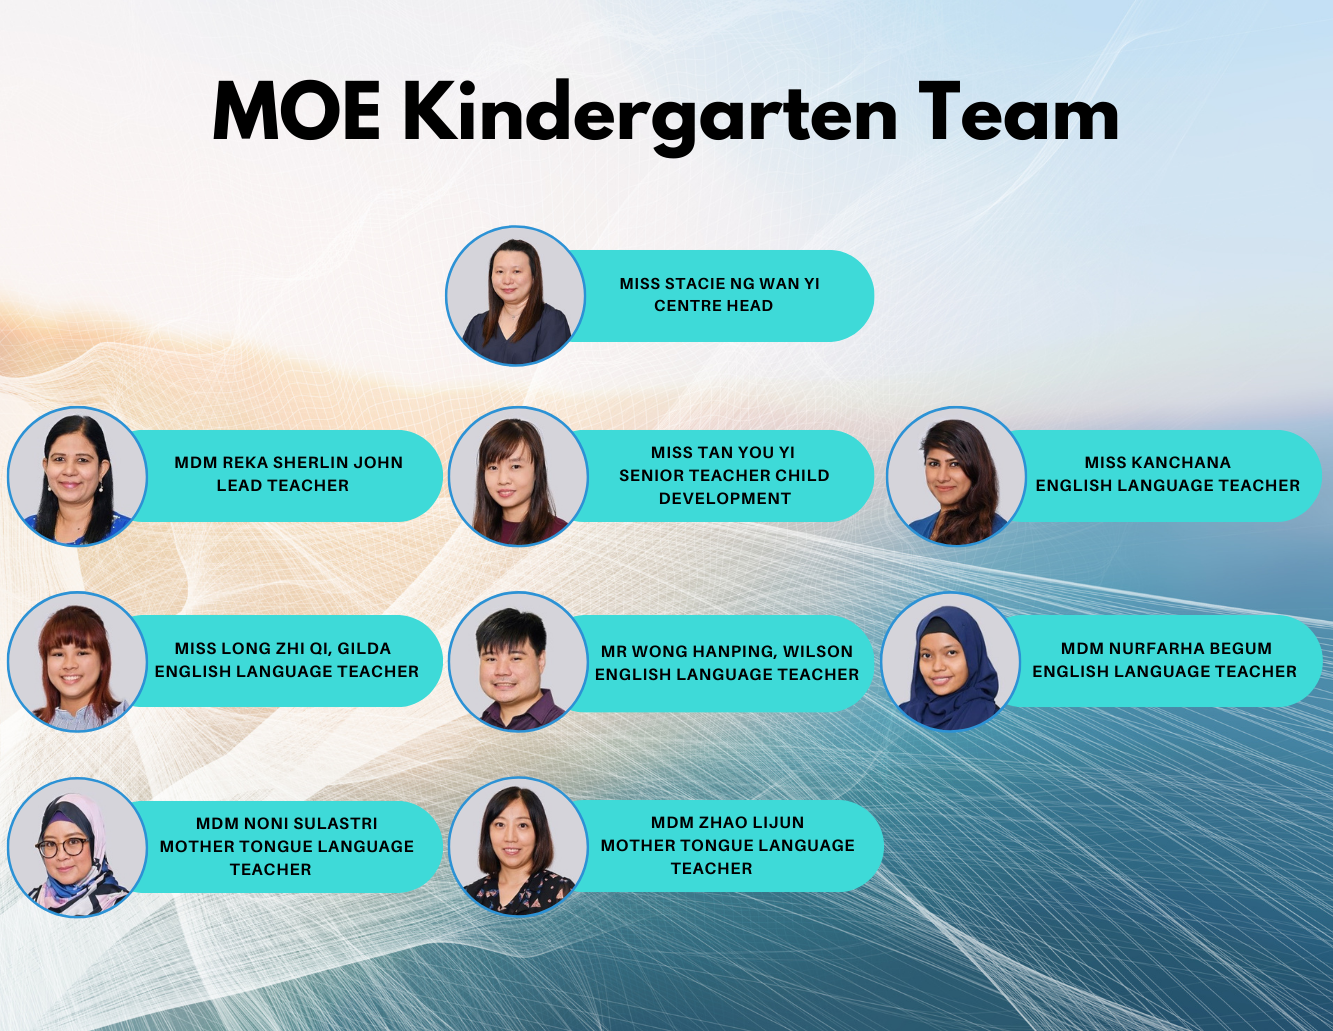 MOE Kindergarten Team
MISS STACIE NG WAN YI
CENTRE HEAD
MDM REKA SHERLIN JOHN
LEAD TEACHER
MISS TAN YOU YI
SENIOR TEACHER CHILD
DEVELOPMENT
MISS KANCHANA
ENGLISH LANGUAGE TEACHER
MISS LONG ZHI QI, GILDA
ENGLISH LANGUAGE TEACHER
MR WONG HANPING, WILSON
ENGLISH LANGUAGE TEACHER
MDM NURFARHA BEGUM
ENGLISH LANGUAGE TEACHER
MDM NONI SULASTRI
MOTHER TONGUE LANGUAGE
TEACHER
MDM ZHAO LIJUN
MOTHER TONGUE LANGUAGE
TEACHER